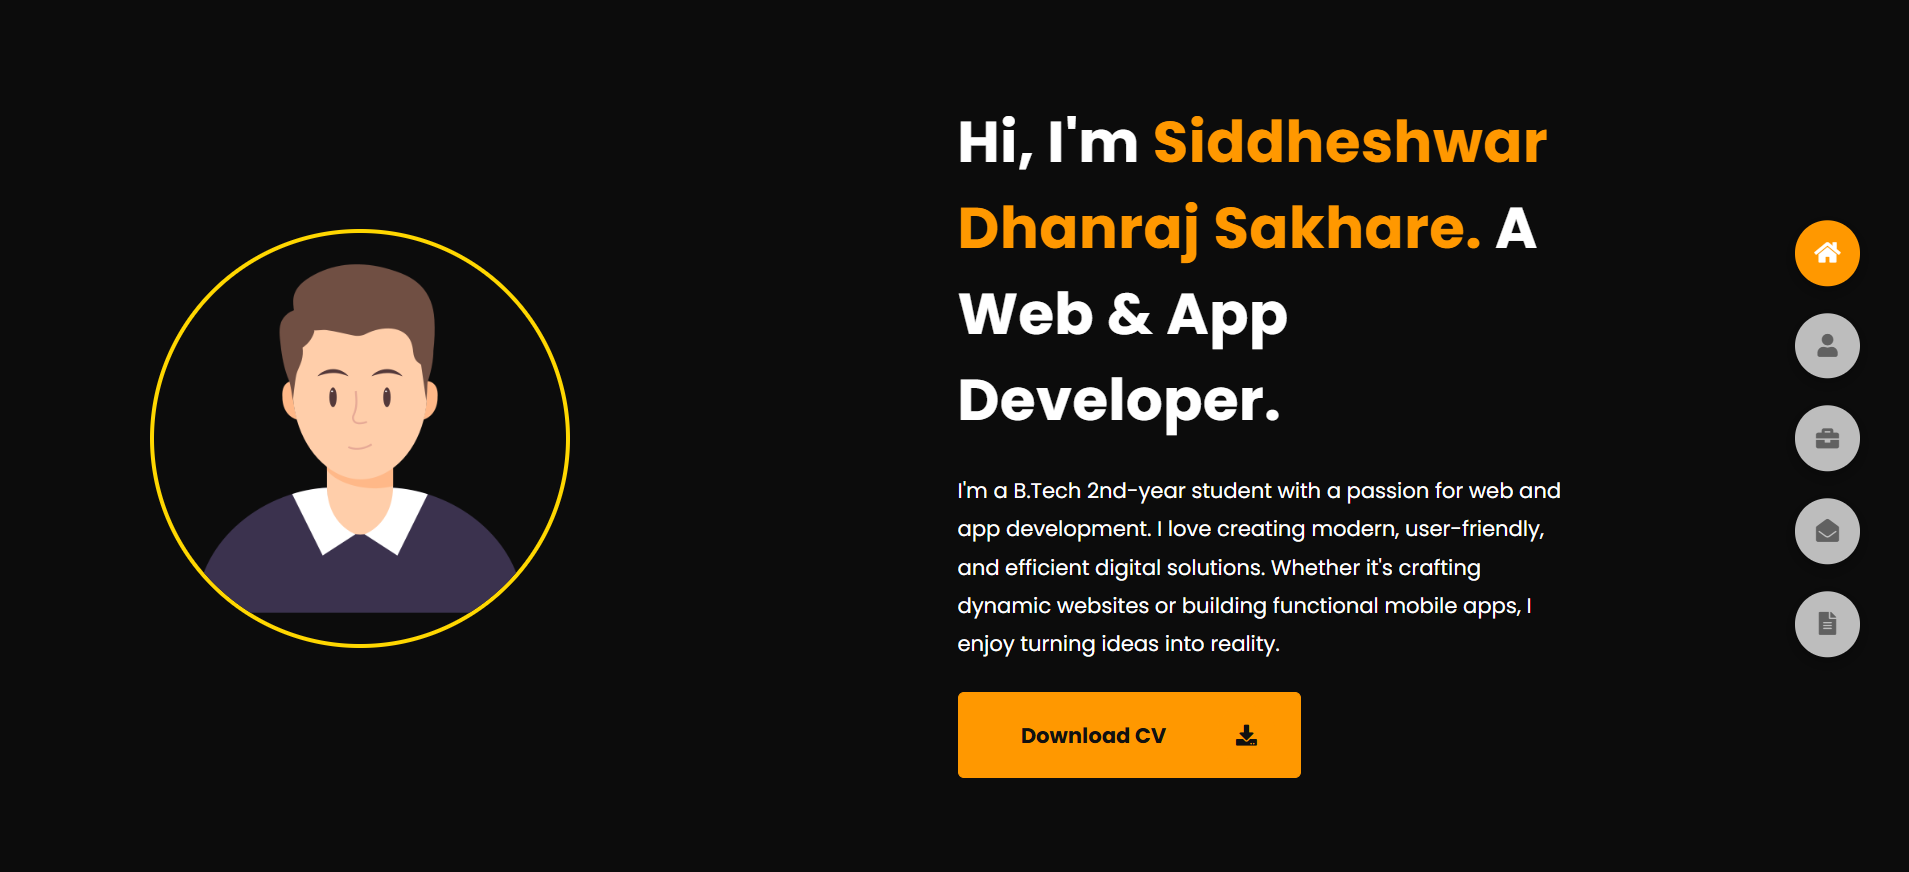 Hi, I'm Siddheshwar
Dhanraj Sakhare. A
Web & App
Developer.
I'm a B.Tech 2nd-year student with a passion for web and
app development. I love creating modern, user-friendly,
and efficient digital solutions. Whether it's crafting
dynamic websites or building functional mobile apps, I
enjoy turning ideas into reality.
Download CV